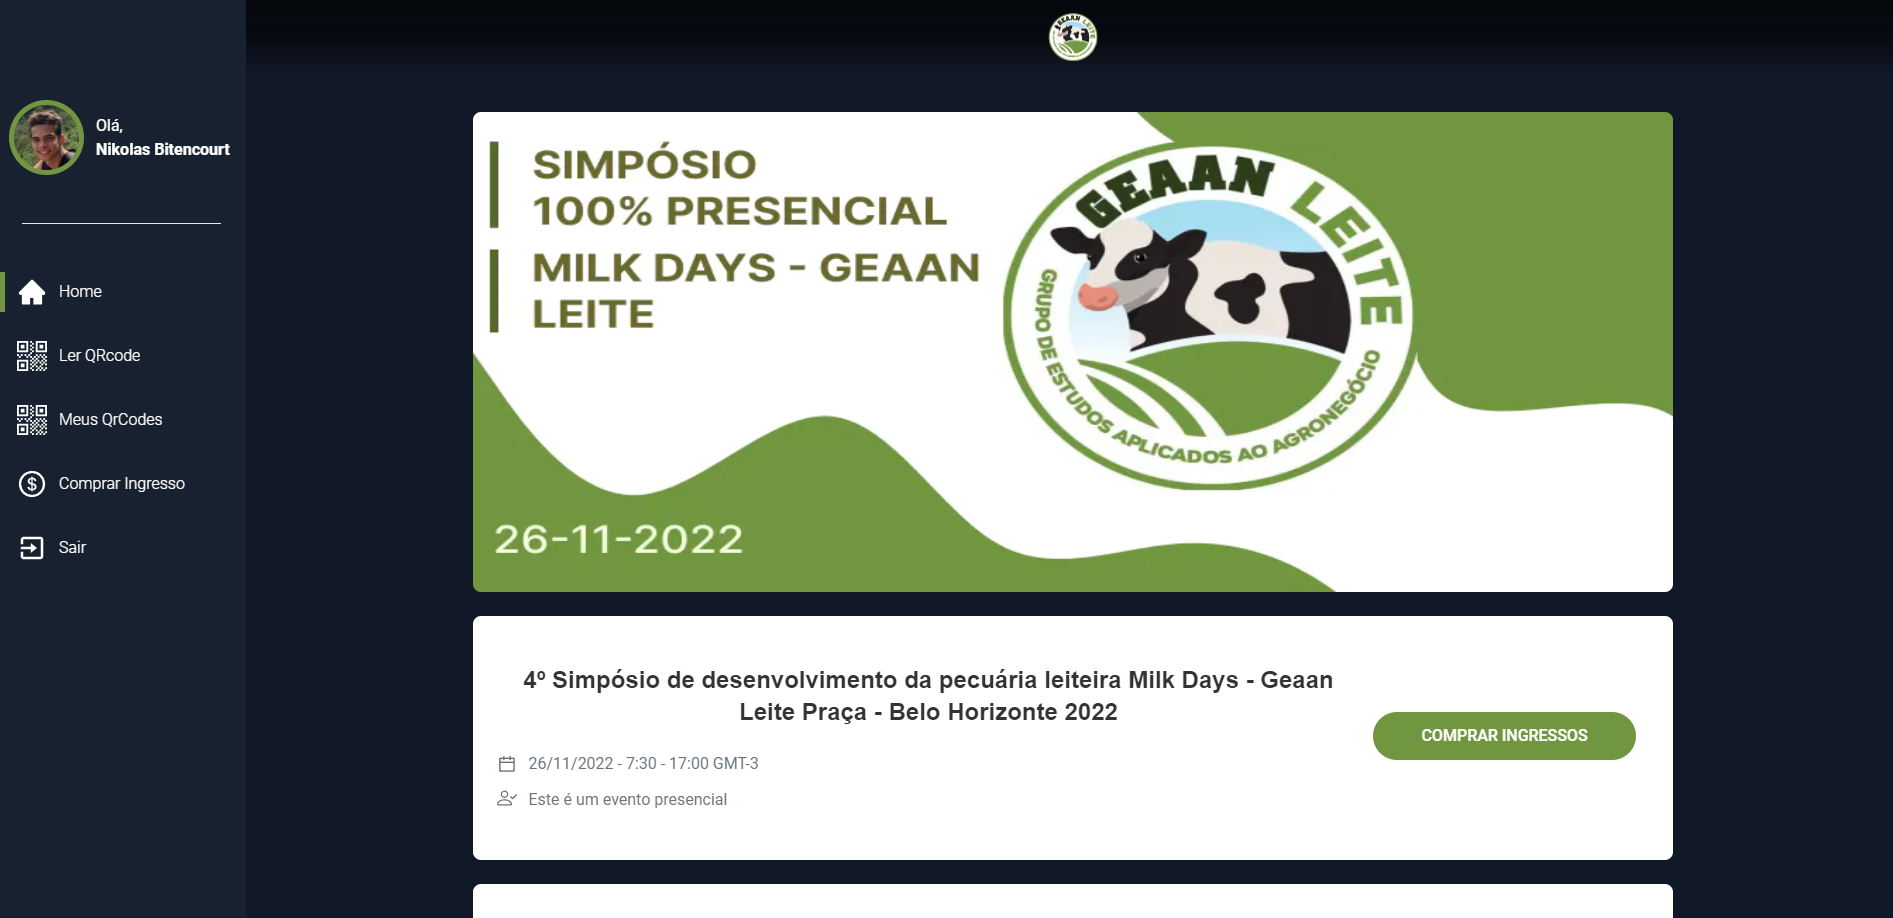 GEAAN LEITE
Olá,
Nikolas Bitencourt
Home
Ler QRcode
Meus QrCodes
Comprar Ingresso
Sair
SIMPÓSIO
100% PRESENCIAL
MILK DAYS - GEAAN
LEITE
GEAAN LEITE
GRUPO DE ESTUDOS APLICADOS AO AGRONEGÓCIO
26-11-2022
4º Simpósio de desenvolvimento da pecuária leiteira Milk Days - Geaan
Leite Praça - Belo Horizonte 2022
COMPRAR INGRESSOS
26/11/2022 - 7:30 - 17:00 GMT-3
Este é um evento presencial